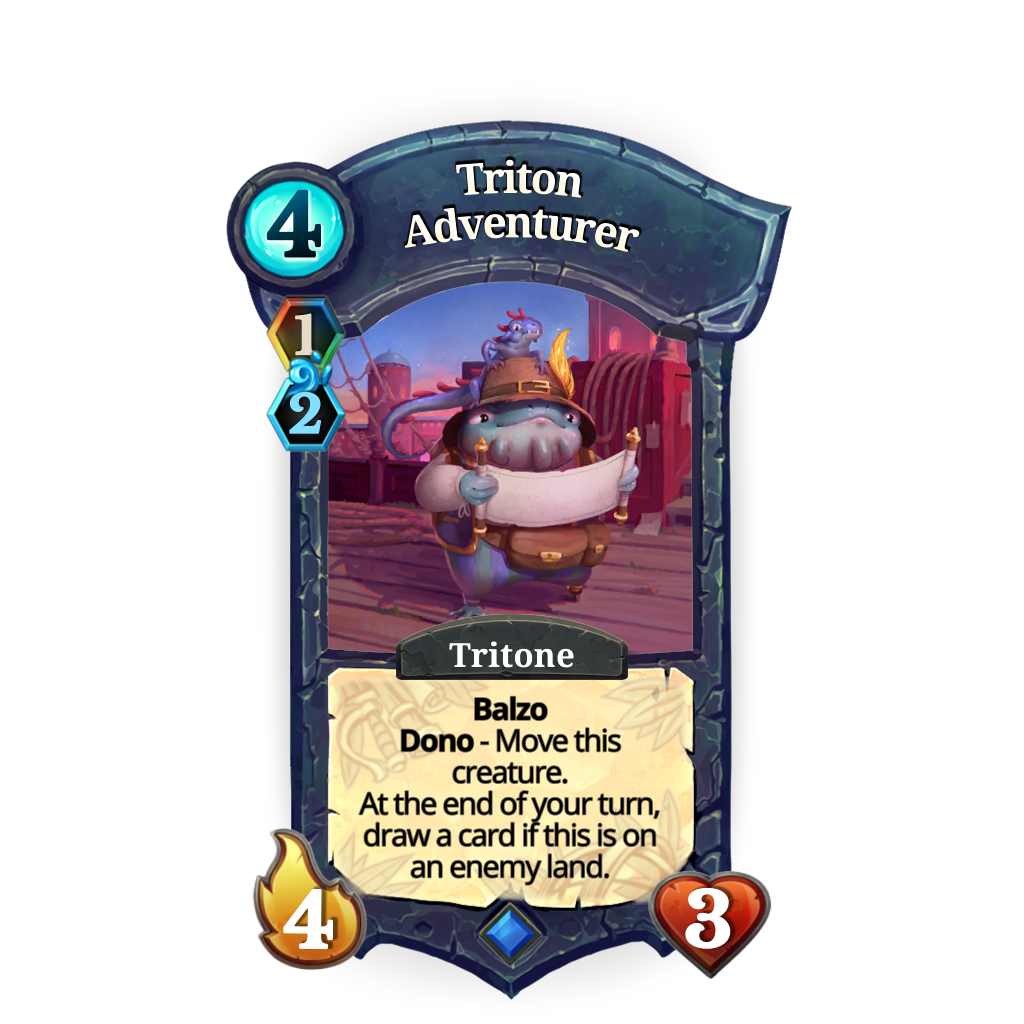 Triton
Adventurer
4
1
2
Tritone
Balzo
Dono - Move this
creature.
At the end of your turn,
draw a card if this is on
an enemy land.
4
3